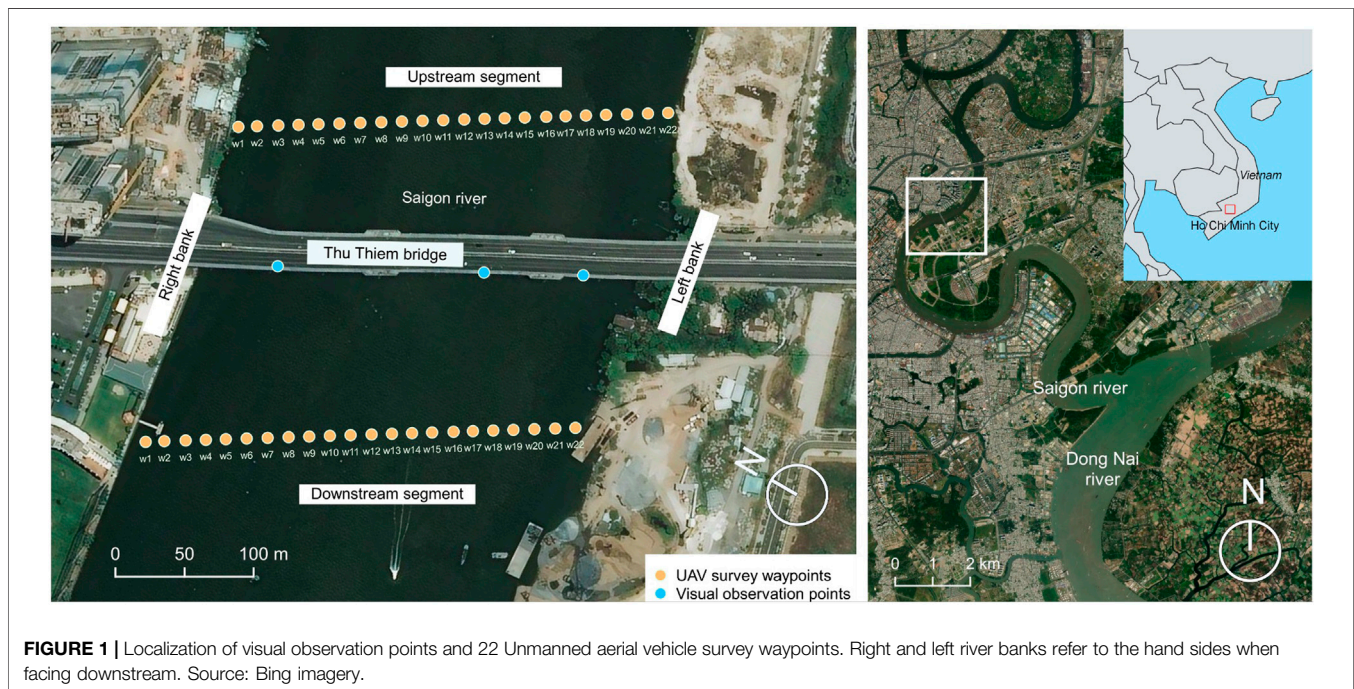 Upstream segment
w1 w2 w3 w4 w5 w6 w7 w8 w9 w10 w11 w12 w13 w14 w15 w16 w17 w18 w19 w20 w21 w22
Saigon river
Right bank
Thu Thiem bridge
Left bank
w1 w2 w3 w4 w5 w6 w7 w8 w9 w10 w11 w12 w13 w14 w15 w16 w17 w18 w19 w20 w21 w22
Downstream segment
N
0 50 100 m
UAV survey waypoints
Visual observation points
Vietnam
Ho Chi Minh City
Saigon river
Dong Nai
river
N
0 1 2 km
FIGURE 1 | Localization of visual observation points and 22 Unmanned aerial vehicle survey waypoints. Right and left river banks refer to the hand sides when
facing downstream. Source: Bing imagery.